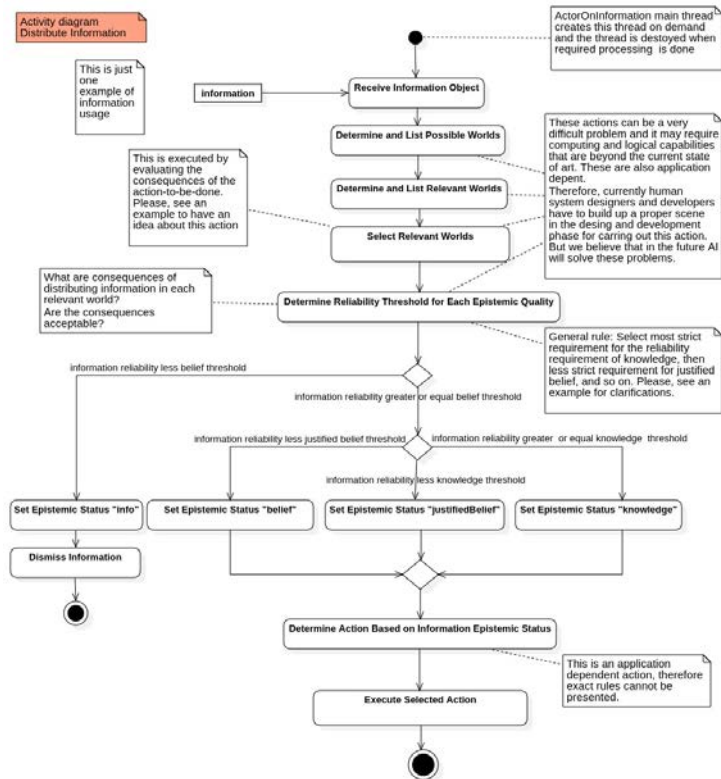 Activity diagram
Distribute Information
ActorOnInformation main thread
creates this thread on demand
and the thread is destoyed when
required processing is done
This is just
one
example of
information
usage
information
Receive Information Object
Determine and List Possible Worlds
These actions can be a very
difficult problem and it may require
computing and logical capabilities
that are beyond the current state
of art. These are also application
depent.
Therefore, currently human
system designers and developers
have to build up a proper scene
in the desing and development
phase for carrying out this action.
But we believe that in the future AI
will solve these problems.
This is executed by
evaluating the
consequences of the
action-to-be-done.
Please, see an
example to have an
idea about this action
Determine and List Relevant Worlds
Select Relevant Worlds
What are consequences of
distributing information in each
relevant world?
Are the consequences
acceptable?
Determine Reliability Threshold for Each Epistemic Quality
General rule: Select most strict
requirement for the reliability
requirement of knowledge, then
less strict requirement for justified
belief, and so on. Please, see an
example for clarifications.
information reliability less belief threshold
information reliability greater or equal belief threshold
information reliability less justified belief threshold
information reliability greater or equal knowledge threshold
information reliability less knowledge threshold
Set Epistemic Status "info"
Set Epistemic Status "belief"
Set Epistemic Status "justifiedBelief"
Set Epistemic Status "knowledge"
Dismiss Information
Determine Action Based on Information Epistemic Status
This is an application
dependent action, therefore
exact rules cannot be
presented.
Execute Selected Action